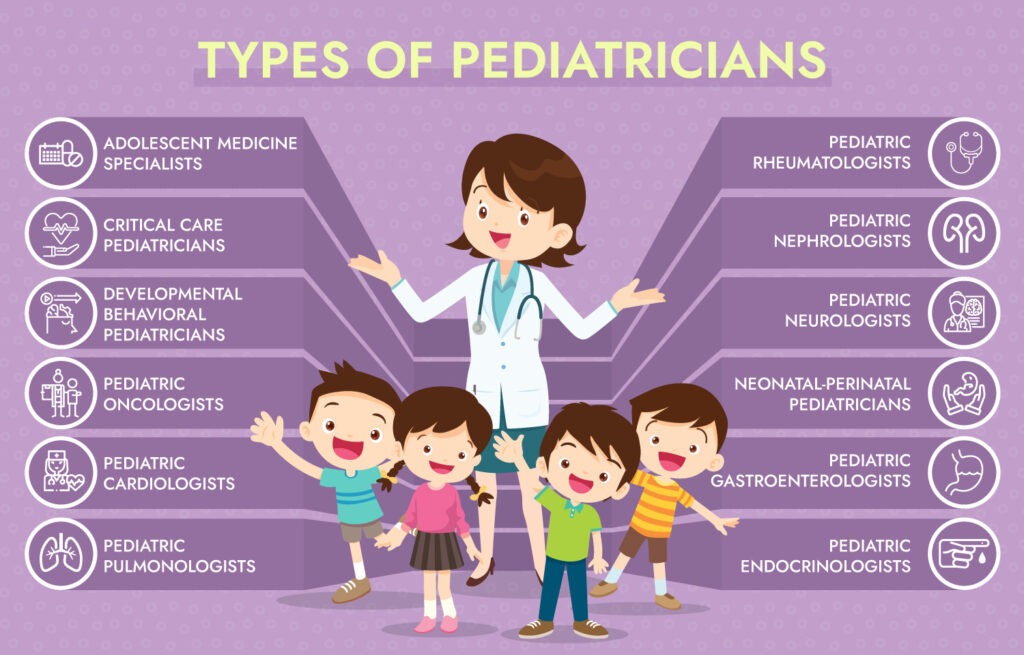 TYPES OF PEDIATRICIANS
ADOLESCENT MEDICINE
SPECIALISTS
CRITICAL CARE
PEDIATRICIANS
DEVELOPMENTAL
BEHAVIORAL
PEDIATRICIANS
PEDIATRIC
ONCOLOGISTS
PEDIATRIC
CARDIOLOGISTS
PEDIATRIC
PULMONOLOGISTS
PEDIATRIC
RHEUMATOLOGISTS
PEDIATRIC
NEPHROLOGISTS
PEDIATRIC
NEUROLOGISTS
NEONATAL-PERINATAL
PEDIATRICIANS
PEDIATRIC
GASTROENTEROLOGISTS
PEDIATRIC
ENDOCRINOLOGISTS